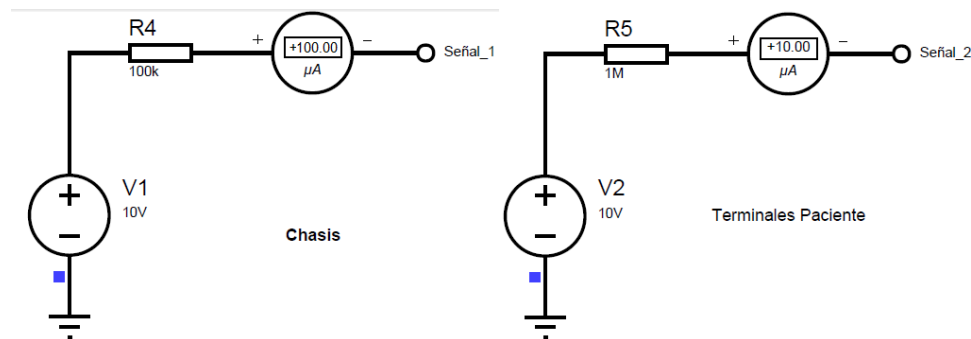 R4
100k
+
+100.00
µA
−
Señal_1
V1
10V
Chasis
R5
1M
+
+10.00
µA
−
Señal_2
V2
10V
Terminales Paciente